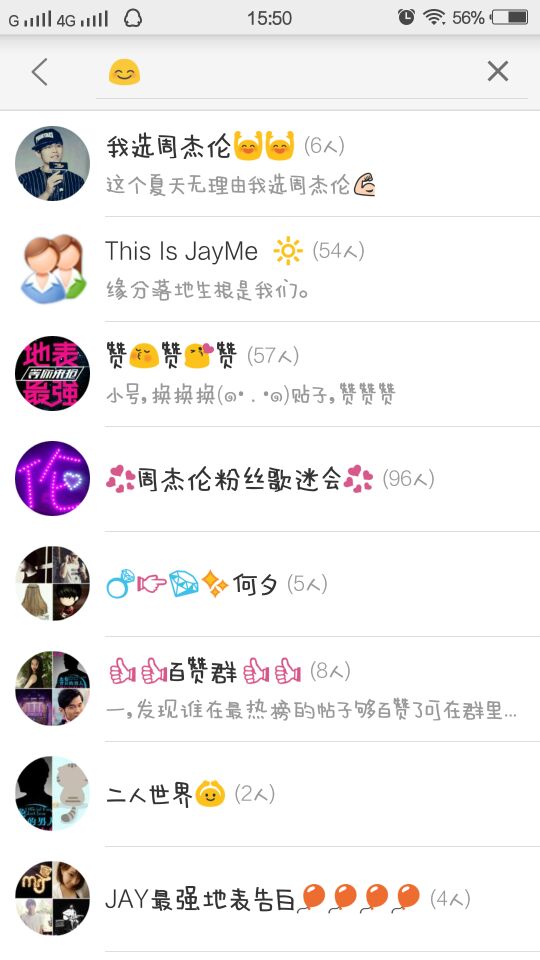 G 4G 15:50 56%
😊
我选周杰伦🙌🙌 (6人)
这个夏天无理由我选周杰伦💪
This Is JayMe 🔆 (54人)
缘分落地生根是我们。
赞😚赞😘赞 (57人)
小号,换换换(๑• . •๑)贴子,赞赞赞
💞周杰伦粉丝歌迷会💞 (96人)
💍👉💎✨何夕 (5人)
👍👍百赞群👍👍 (8人)
一,发现谁在最热榜的帖子够百赞了可在群里...
二人世界🙆 (2人)
JAY最强地表告白🎈🎈🎈🎈 (4人)
地表
等你来抢
最强